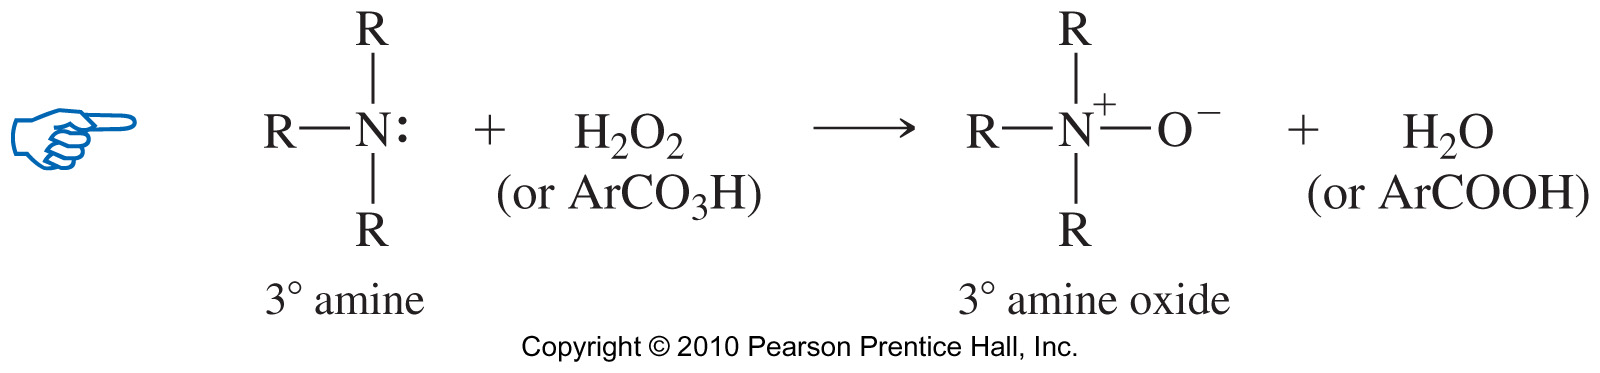 R R
R—N: + H₂O₂ ⟶ R—N⁺—O⁻ + H₂O
(or ArCO₃H) (or ArCOOH)
R R
3° amine 3° amine oxide
Copyright © 2010 Pearson Prentice Hall, Inc.